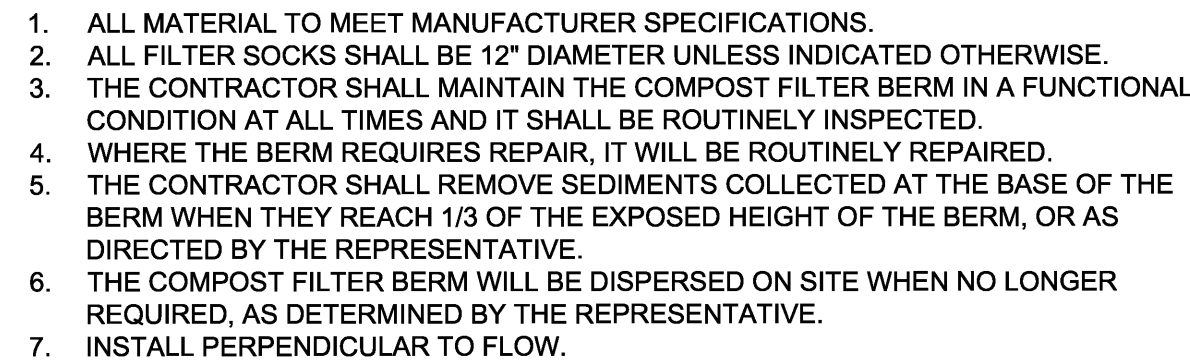 1. ALL MATERIAL TO MEET MANUFACTURER SPECIFICATIONS.
2. ALL FILTER SOCKS SHALL BE 12" DIAMETER UNLESS INDICATED OTHERWISE.
3. THE CONTRACTOR SHALL MAINTAIN THE COMPOST FILTER BERM IN A FUNCTIONAL
CONDITION AT ALL TIMES AND IT SHALL BE ROUTINELY INSPECTED.
4. WHERE THE BERM REQUIRES REPAIR, IT WILL BE ROUTINELY REPAIRED.
5. THE CONTRACTOR SHALL REMOVE SEDIMENTS COLLECTED AT THE BASE OF THE
BERM WHEN THEY REACH 1/3 OF THE EXPOSED HEIGHT OF THE BERM, OR AS
DIRECTED BY THE REPRESENTATIVE.
6. THE COMPOST FILTER BERM WILL BE DISPERSED ON SITE WHEN NO LONGER
REQUIRED, AS DETERMINED BY THE REPRESENTATIVE.
7. INSTALL PERPENDICULAR TO FLOW.